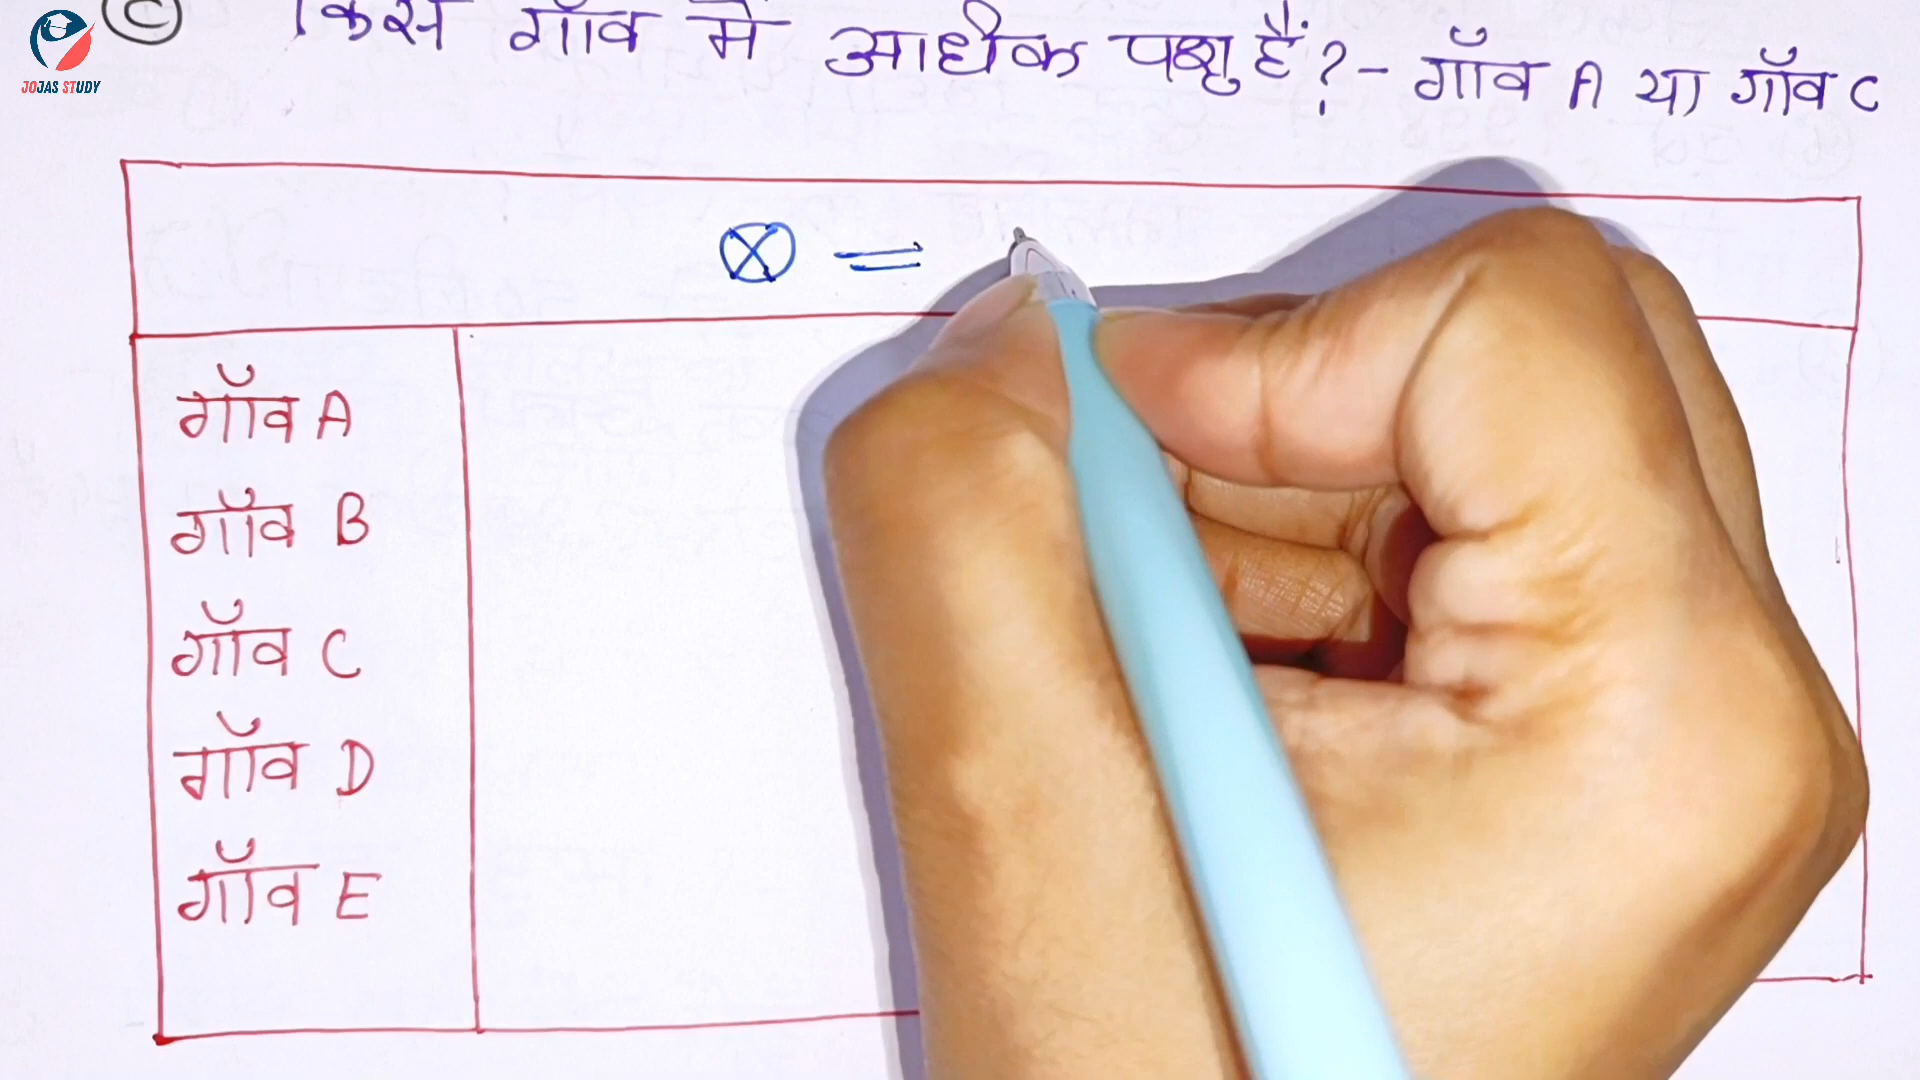 JOJAS STUDY
C किस गाँव में अधिक पशु हैं? - गाँव A या गाँव C
⊗ =
गाँव A
गाँव B
गाँव C
गाँव D
गाँव E